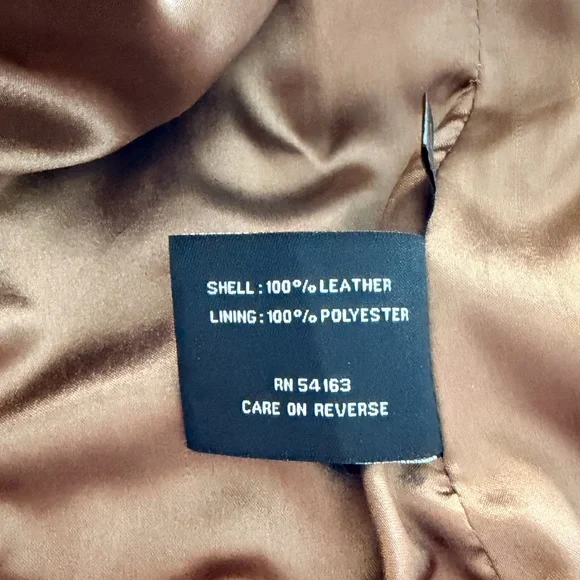 SHELL: 100% LEATHER
LINING: 100% POLYESTER
RN 54163
CARE ON REVERSE